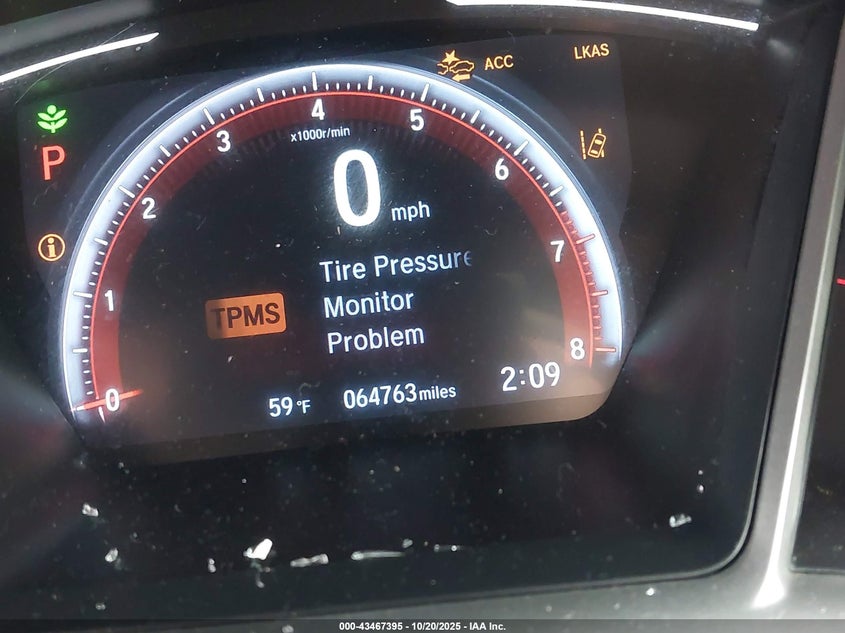 ACC
LKAS
P
i
0
1
2
3
4
5
6
7
8
x1000r/min
0 mph
TPMS
Tire Pressure
Monitor
Problem
59 °F
064763 miles
2:09
000-43467395 - 10/20/2025 - IAA Inc.